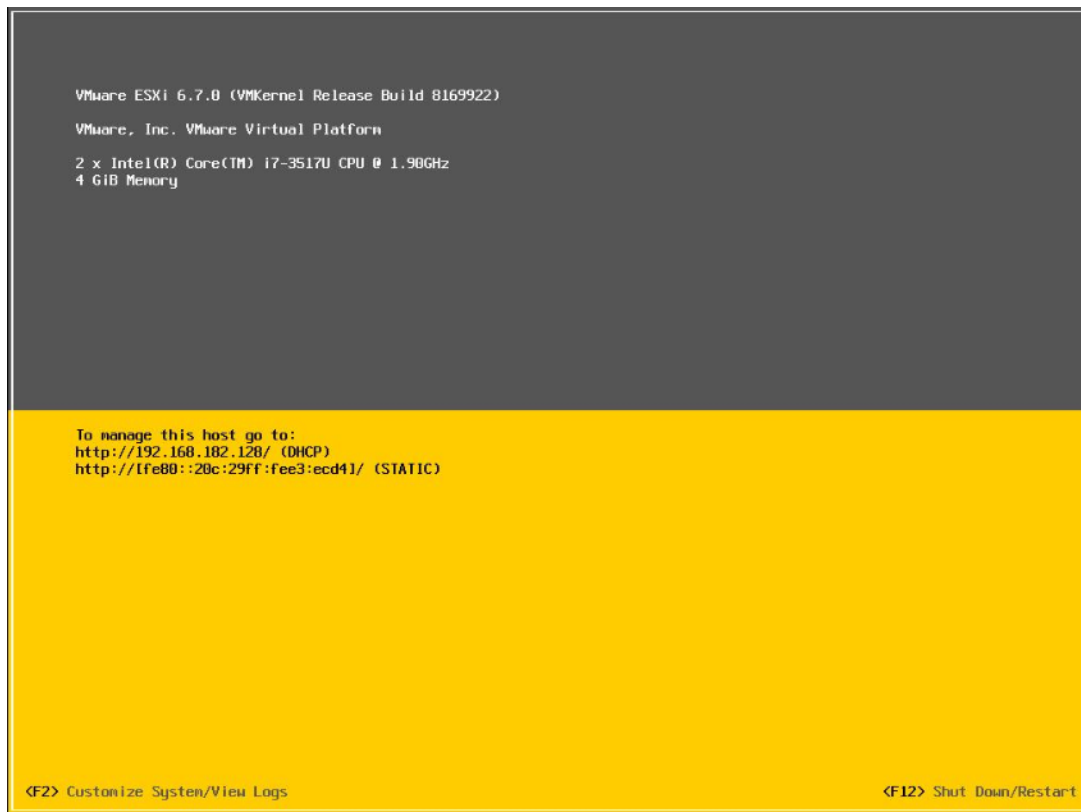 VMware ESXi 6.7.0 (VMKernel Release Build 8169922)
VMware, Inc. VMware Virtual Platform
2 x Intel(R) Core(TM) i7-3517U CPU @ 1.90GHz
4 GiB Memory
To manage this host go to:
http://192.168.182.128/ (DHCP)
http://[fe80::20c:29ff:fee3:ecd4]/ (STATIC)
<F2> Customize System/View Logs
<F12> Shut Down/Restart